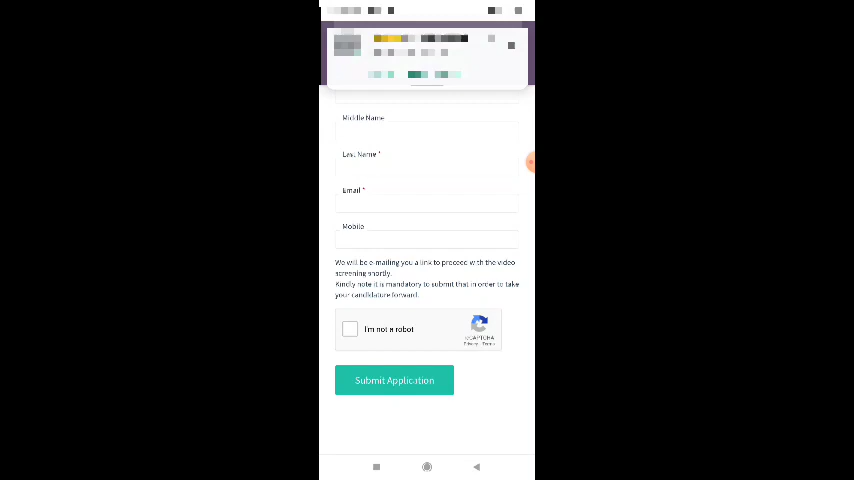 Middle Name
Last Name *
Email *
Mobile
We will be e-mailing you a link to proceed with the video
screening shortly.
Kindly note it is mandatory to submit that in order to take
your candidature forward.
I'm not a robot
reCAPTCHA
Privacy - Terms
Submit Application